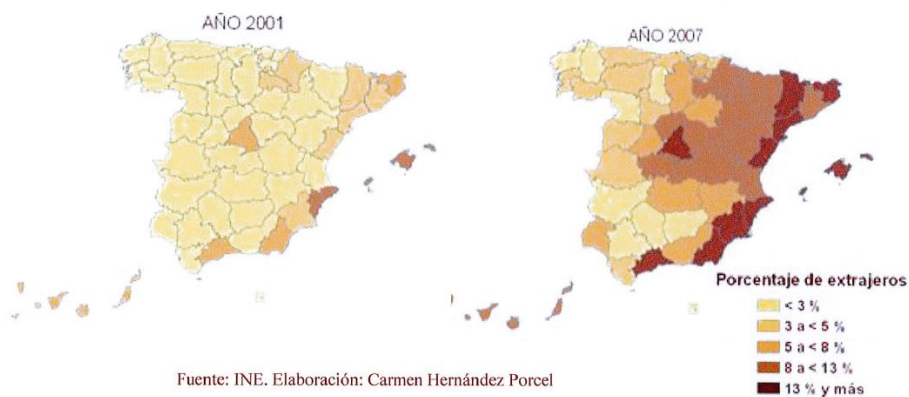 AÑO 2001
AÑO 2007
Porcentaje de extrajeros
< 3 %
3 a < 5 %
5 a < 8 %
8 a < 13 %
13 % y más
Fuente: INE. Elaboración: Carmen Hernández Porcel